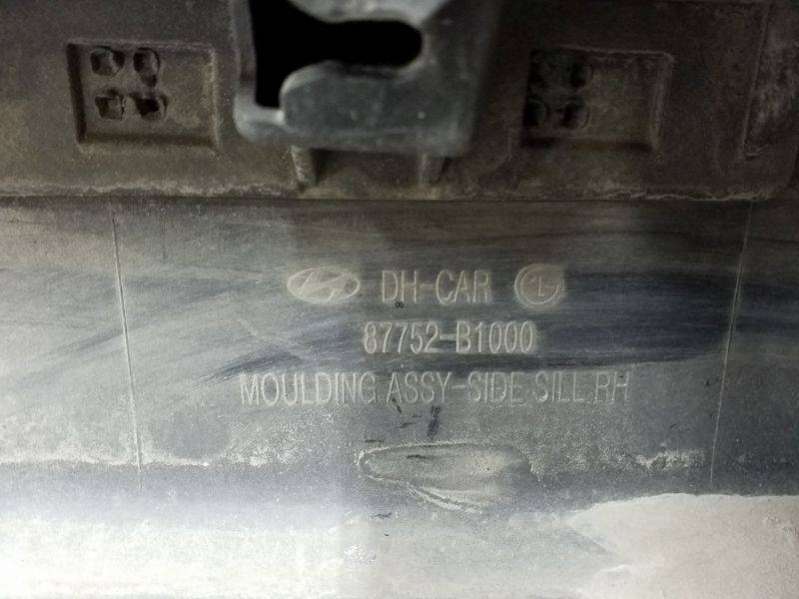 DH-CAR
87752-B1000
MOULDING ASSY-SIDE SILL RH